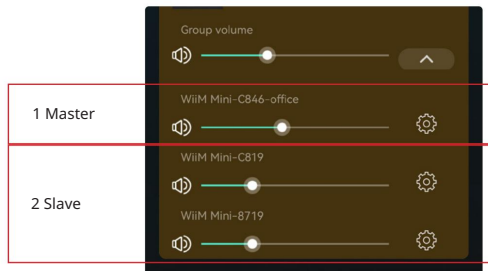 Group volume
WiiM Mini-C846-office
1 Master
WiiM Mini-C819
2 Slave
WiiM Mini-8719